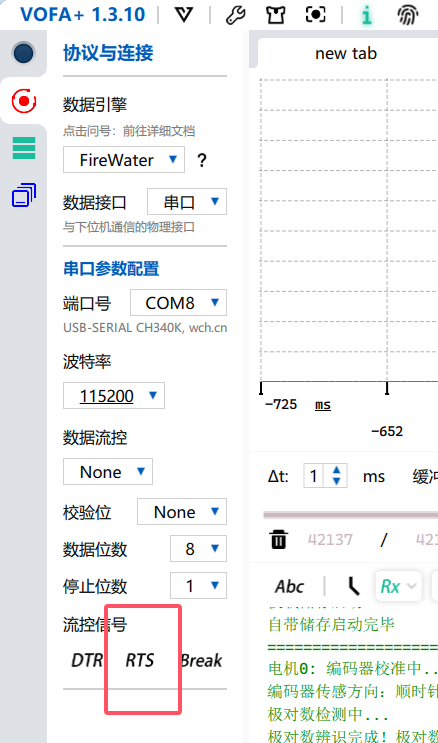 VOFA+ 1.3.10
协议与连接
数据引擎
点击问号：前往详细文档
FireWater ?
数据接口 串口
与下位机通信的物理接口
串口参数配置
端口号 COM8
USB-SERIAL CH340K, wch.cn
波特率
115200
数据流控
None
校验位 None
数据位数 8
停止位数 1
流控信号
DTR RTS Break
new tab
-725 ms
-652
Δt: 1 ms 缓冲
42137 / 421
Abc Rx
自带储存启动完毕
==================
电机0: 编码器校准中..
编码器传感方向: 顺时针
极对数检测中...
极对数辨识完成! 极对数